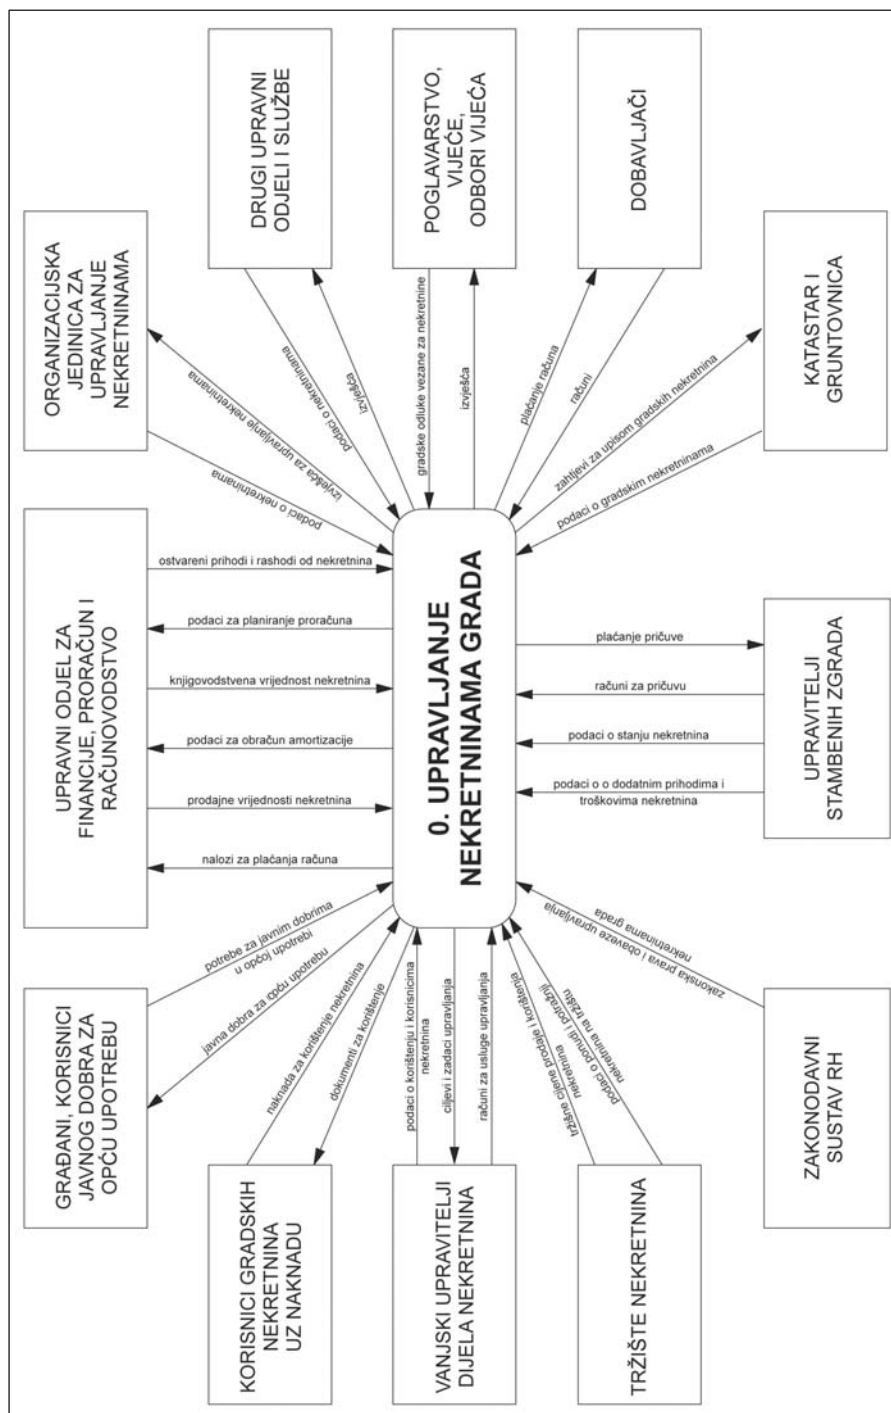 GRAĐANI, KORISNICI
JAVNOG DOBRA ZA
OPĆU UPOTREBU
UPRAVNI ODJEL ZA
FINANCIJE, PRORAČUN I
RAČUNOVODSTVO
ORGANIZACIJSKA
JEDINICA ZA
UPRAVLJANJE
NEKRETNINAMA
KORISNICI GRADSKIH
NEKRETNINA
UZ NAKNADU
DRUGI UPRAVNI
ODJELI I SLUŽBE
potrebe za javnim dobrima
u općoj upotrebi
javna dobra za opću upotrebu
nalozi za plaćanja računa
prodajne vrijednosti nekretnina
podaci za obračun amortizacije
knjigovodstvena vrijednost nekretnina
podaci za planiranje proračuna
ostvareni prihodi i rashodi od nekretnina
podaci o nekretninama
izvješća za upravljanje nekretninama
naknada za korištenje nekretnina
dokumenti za korištenje
podaci o nekretninama
izvješća
VANJSKI UPRAVITELJI
DIJELA NEKRETNINA
podaci o korištenju i korisnicima
nekretnina
ciljevi i zadaci upravljanja
računi za usluge upravljanja
0. UPRAVLJANJE
NEKRETNINAMA GRADA
gradske odluke vezane za nekretnine
izvješća
POGLAVARSTVO,
VIJEĆE,
ODBORI VIJEĆA
TRŽIŠTE NEKRETNINA
tržišne cijene prodaje i korištenja
nekretnina
podaci o ponudi i potražnji
nekretnina na tržištu
zakonska prava i obaveze upravljanja
nekretninama grada
podaci o o dodatnim prihodima i
troškovima nekretnina
podaci o stanju nekretnina
računi za pričuvu
plaćanje pričuve
podaci o gradskim nekretninama
zahtjevi za upisom gradskih nekretnina
plaćanje računa
računi
DOBAVLJAČI
ZAKONODAVNI
SUSTAV RH
UPRAVITELJI
STAMBENIH ZGRADA
KATASTAR I
GRUNTOVNICA